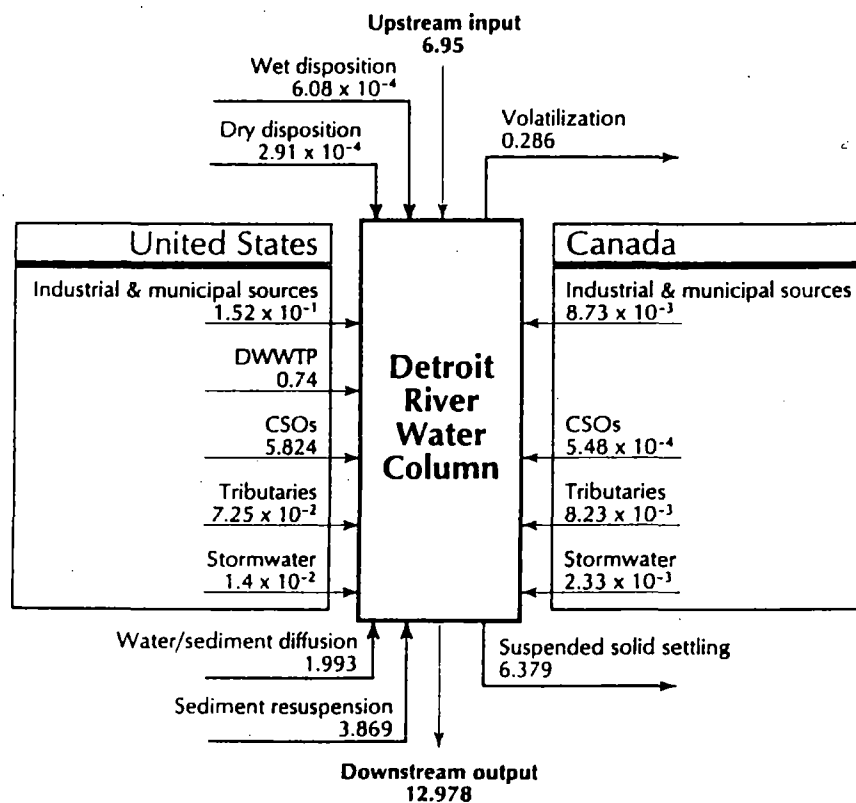 Upstream input
6.95
Wet disposition
6.08 x 10⁻⁴
Dry disposition
2.91 x 10⁻⁴
Volatilization
0.286
United States
Industrial & municipal sources
1.52 x 10⁻¹
DWWTP
0.74
CSOs
5.824
Tributaries
7.25 x 10⁻²
Stormwater
1.4 x 10⁻²
Detroit
River
Water
Column
Canada
Industrial & municipal sources
8.73 x 10⁻³
CSOs
5.48 x 10⁻⁴
Tributaries
8.23 x 10⁻³
Stormwater
2.33 x 10⁻³
Water/sediment diffusion
1.993
Sediment resuspension
3.869
Suspended solid settling
6.379
Downstream output
12.978